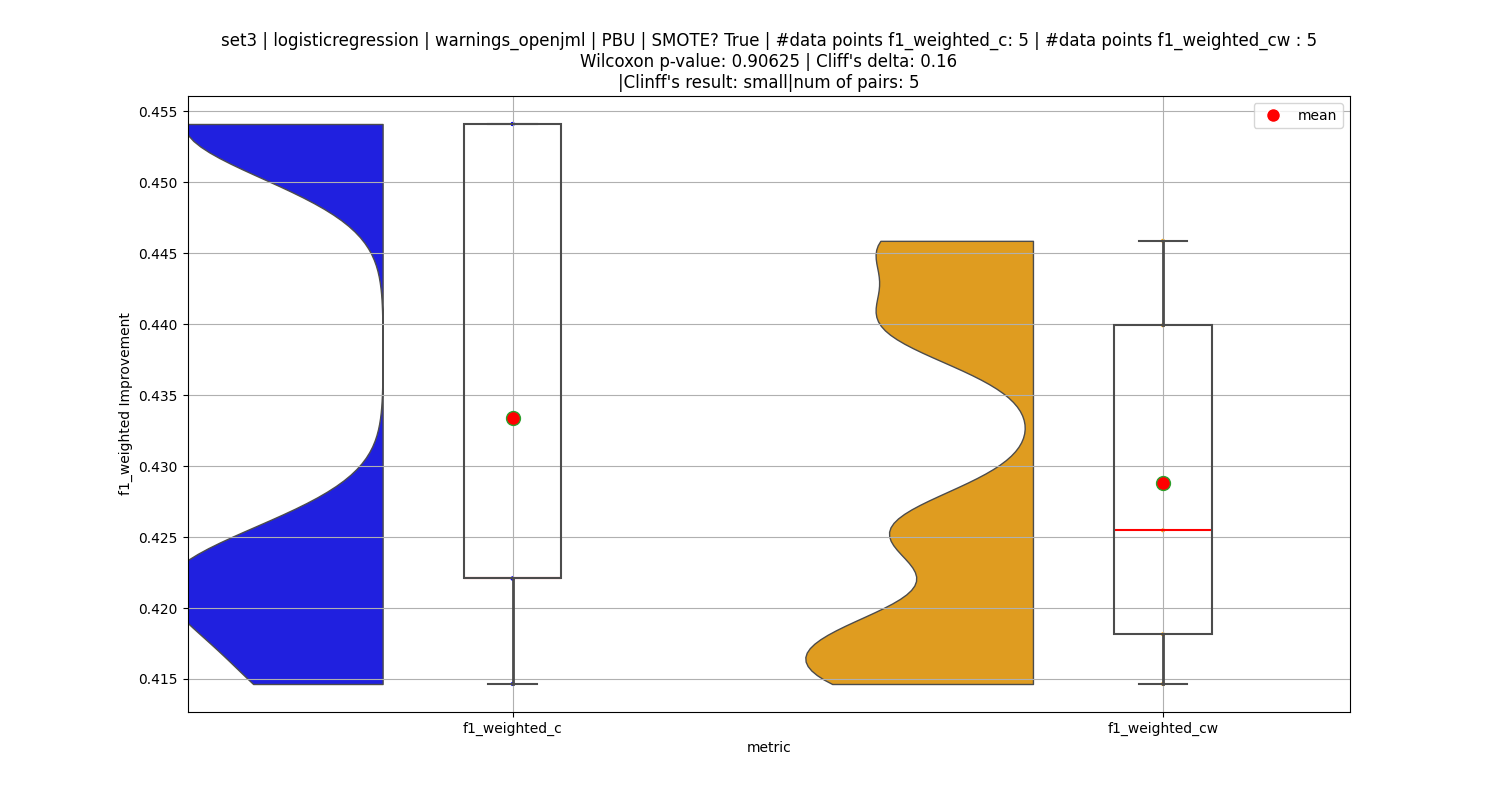 set3 | logisticregression | warnings_openjml | PBU | SMOTE? True | #data points f1_weighted_c: 5 | #data points f1_weighted_cw : 5
Wilcoxon p-value: 0.90625 | Cliff's delta: 0.16
|Clinff's result: small|num of pairs: 5
mean
0.455
0.450
0.445
0.440
0.435
0.430
0.425
0.420
0.415
f1_weighted Improvement
f1_weighted_c
f1_weighted_cw
metric